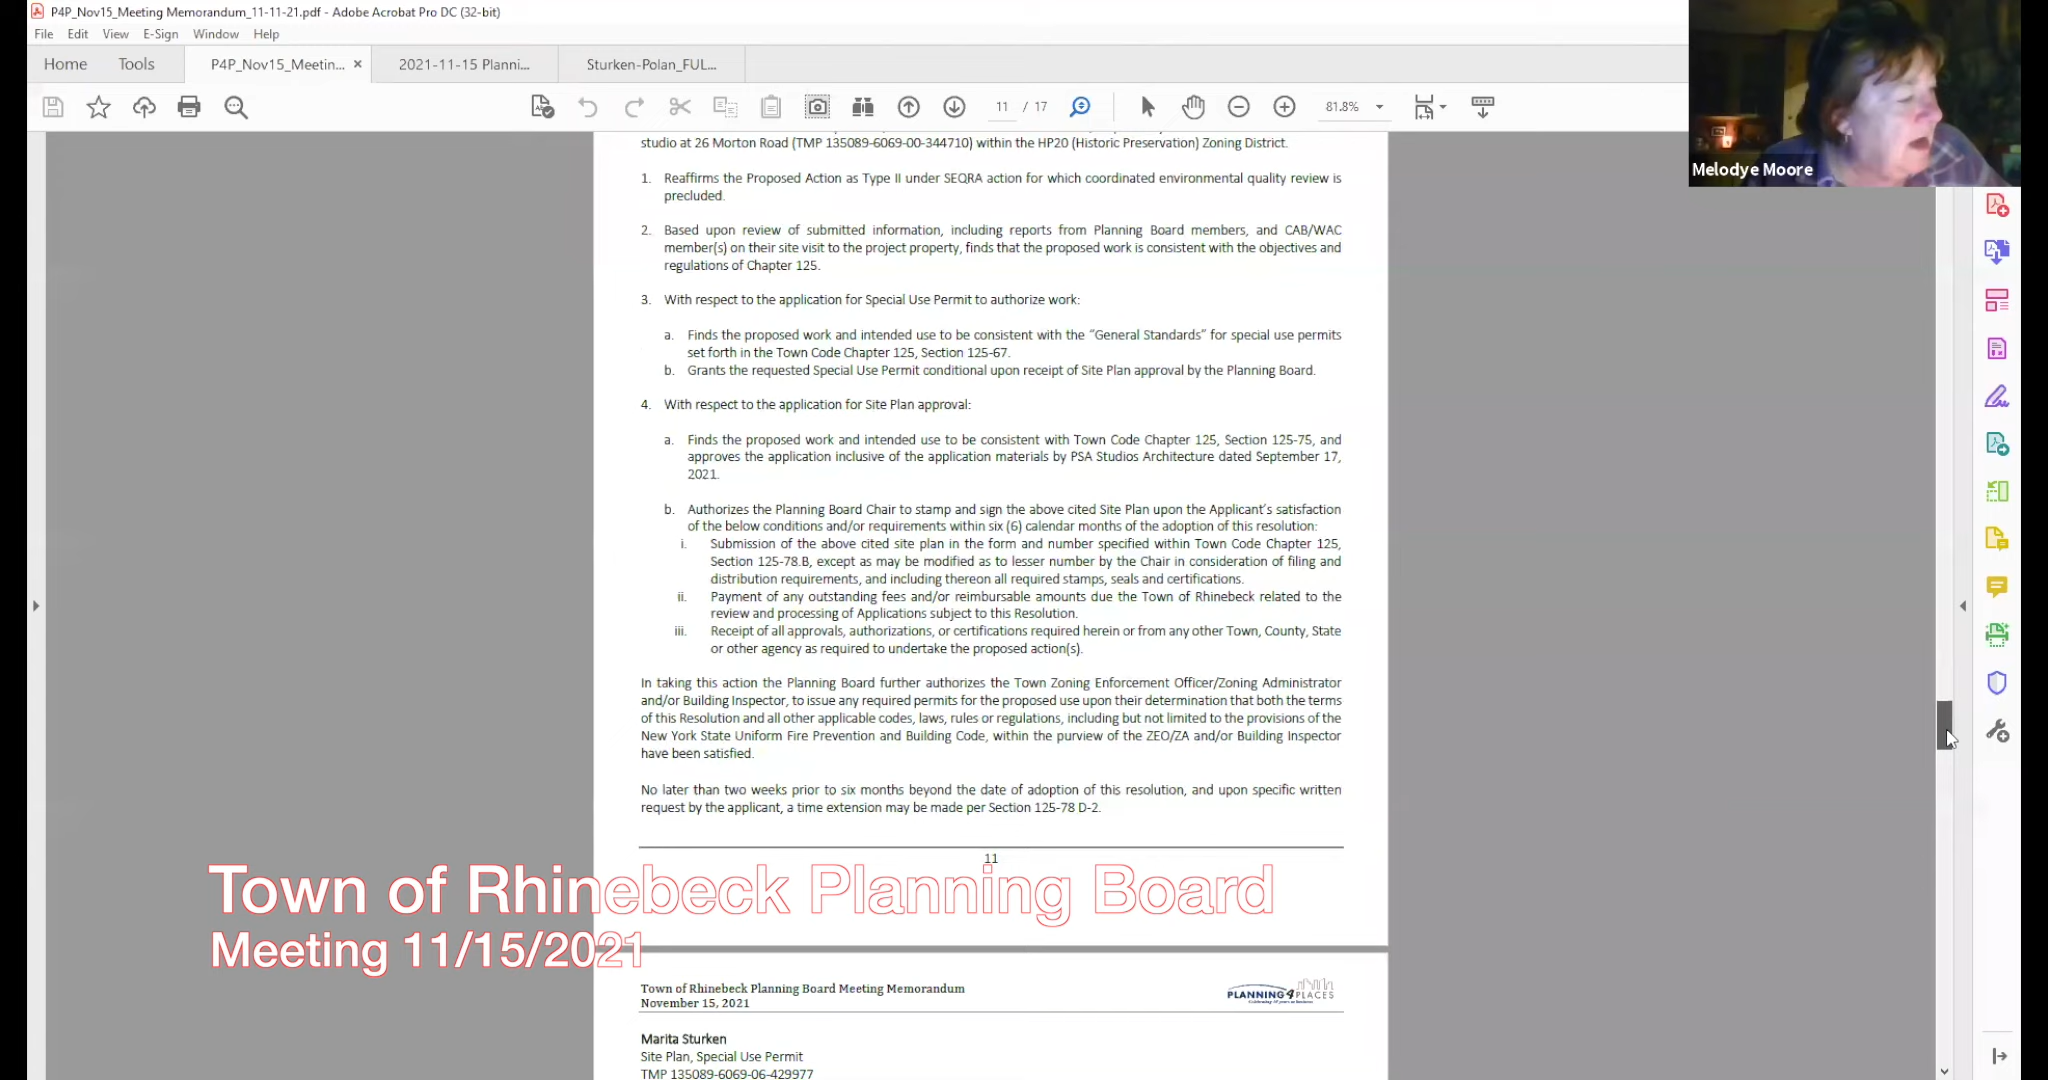 P4P_Nov15_Meeting Memorandum_11-11-21.pdf - Adobe Acrobat Pro DC (32-bit)
File Edit View E-Sign Window Help
Home Tools P4P_Nov15_Meetin... × 2021-11-15 Planni... Sturken-Polan_FUL...
11 / 17 81.8%
Melodye Moore
studio at 26 Morton Road (TMP 135089-6069-00-344710) within the HP20 (Historic Preservation) Zoning District.
1. Reaffirms the Proposed Action as Type II under SEQRA action for which coordinated environmental quality review is
precluded.
2. Based upon review of submitted information, including reports from Planning Board members, and CAB/WAC
member(s) on their site visit to the project property, finds that the proposed work is consistent with the objectives and
regulations of Chapter 125.
3. With respect to the application for Special Use Permit to authorize work:
a. Finds the proposed work and intended use to be consistent with the "General Standards" for special use permits
set forth in the Town Code Chapter 125, Section 125-67.
b. Grants the requested Special Use Permit conditional upon receipt of Site Plan approval by the Planning Board.
4. With respect to the application for Site Plan approval:
a. Finds the proposed work and intended use to be consistent with Town Code Chapter 125, Section 125-75, and
approves the application inclusive of the application materials by PSA Studios Architecture dated September 17,
2021.
b. Authorizes the Planning Board Chair to stamp and sign the above cited Site Plan upon the Applicant's satisfaction
of the below conditions and/or requirements within six (6) calendar months of the adoption of this resolution:
i. Submission of the above cited site plan in the form and number specified within Town Code Chapter 125,
Section 125-78.B, except as may be modified as to lesser number by the Chair in consideration of filing and
distribution requirements, and including thereon all required stamps, seals and certifications.
ii. Payment of any outstanding fees and/or reimbursable amounts due the Town of Rhinebeck related to the
review and processing of Applications subject to this Resolution.
iii. Receipt of all approvals, authorizations, or certifications required herein or from any other Town, County, State
or other agency as required to undertake the proposed action(s).
In taking this action the Planning Board further authorizes the Town Zoning Enforcement Officer/Zoning Administrator
and/or Building Inspector, to issue any required permits for the proposed use upon their determination that both the terms
of this Resolution and all other applicable codes, laws, rules or regulations, including but not limited to the provisions of the
New York State Uniform Fire Prevention and Building Code, within the purview of the ZEO/ZA and/or Building Inspector
have been satisfied.
No later than two weeks prior to six months beyond the date of adoption of this resolution, and upon specific written
request by the applicant, a time extension may be made per Section 125-78 D-2.
11
Town of Rhinebeck Planning Board
Meeting 11/15/2021
Town of Rhinebeck Planning Board Meeting Memorandum
November 15, 2021
PLANNING4PLACES
Marita Sturken
Site Plan, Special Use Permit
TMP 135089-6069-06-429977